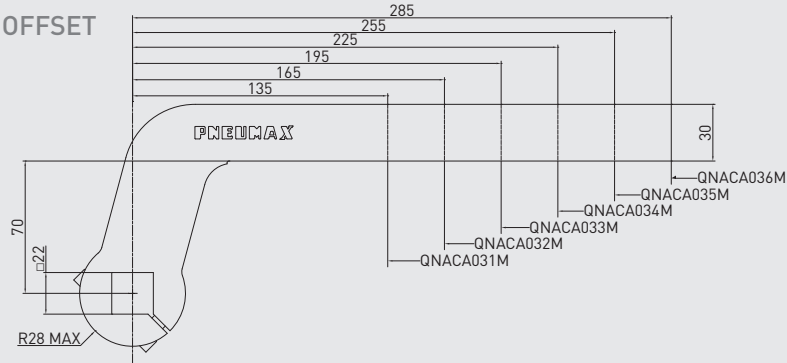 OFFSET
285
255
225
195
165
135
PNEUMAX
30
QNACA036M
QNACA035M
QNACA034M
QNACA033M
QNACA032M
QNACA031M
70
□22
R28 MAX